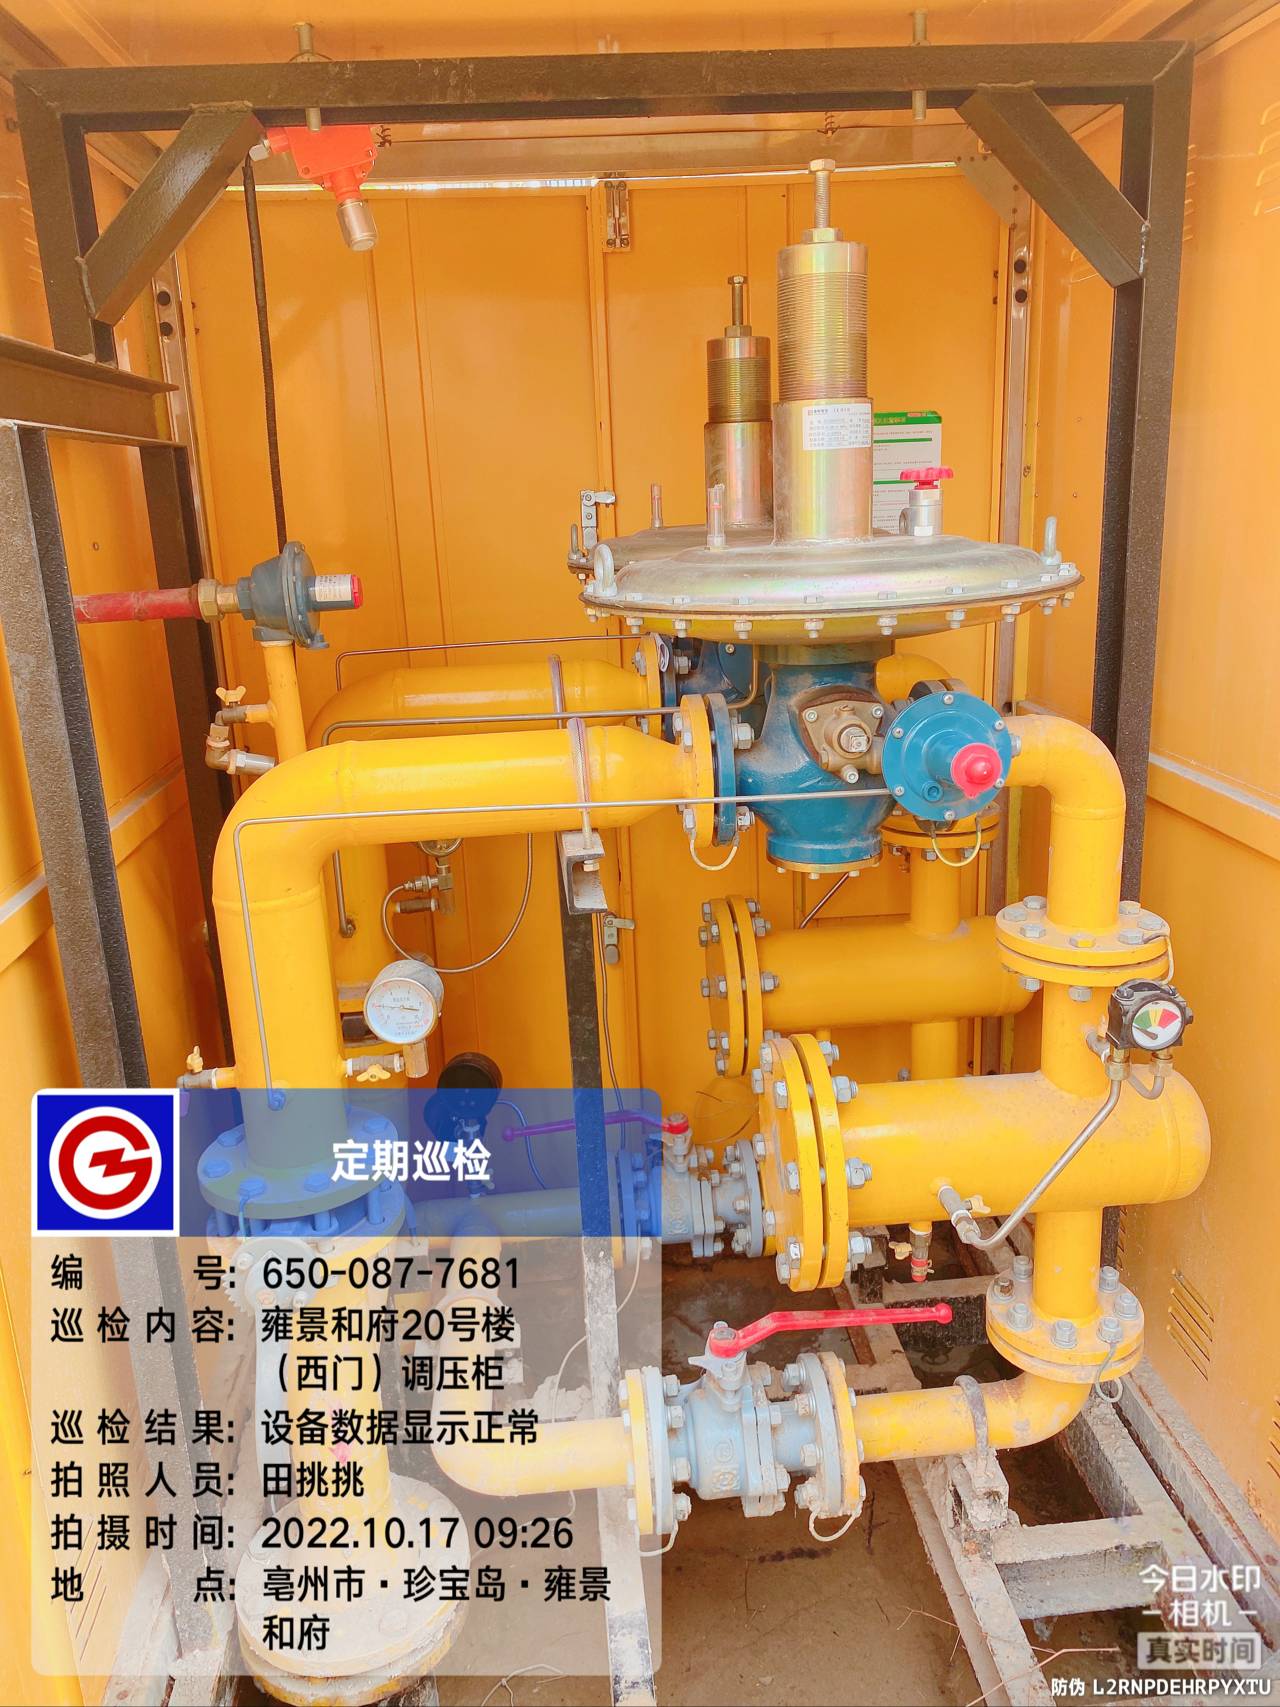 定期巡检
编号: 650-087-7681
巡检内容: 雍景和府20号楼
（西门）调压柜
巡检结果: 设备数据显示正常
拍照人员: 田挑挑
拍摄时间: 2022.10.17 09:26
地点: 亳州市·珍宝岛·雍景
和府
今日水印
-相机-
真实时间
防伪 L2RNPDEHRPYXTU